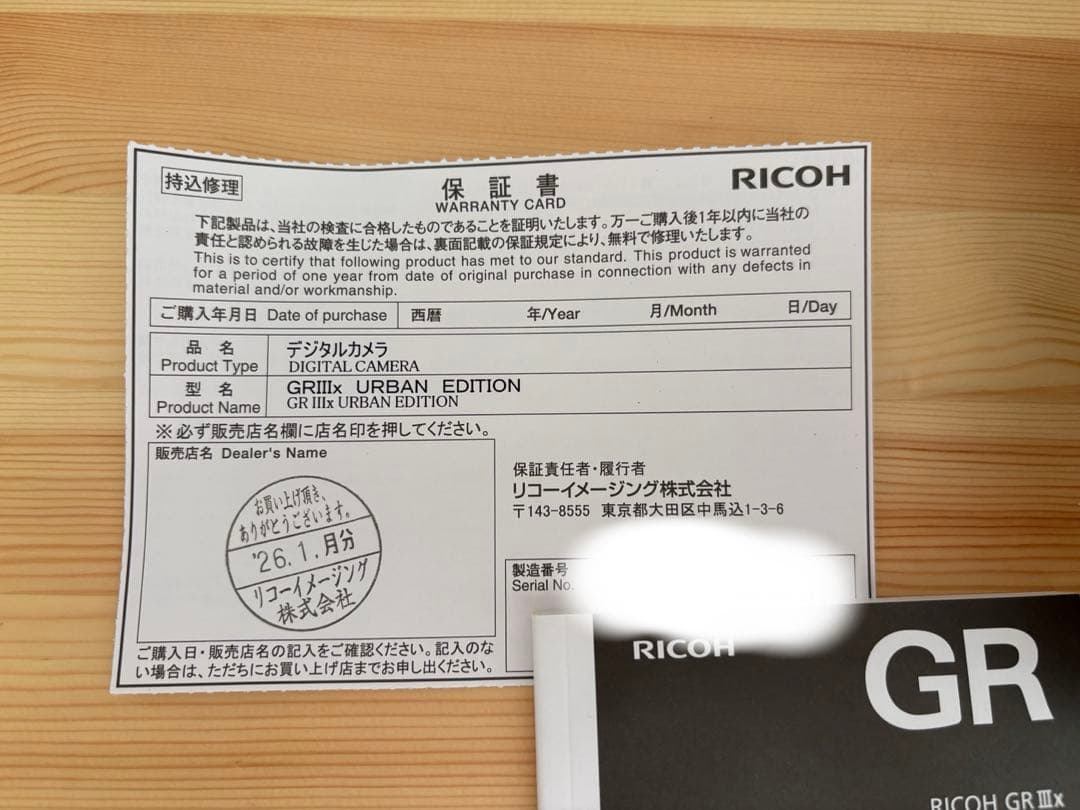 持込修理
保証書
WARRANTY CARD
RICOH
下記製品は、当社の検査に合格したものであることを証明いたします。万一ご購入後1年以内に当社の
責任と認められる故障を生じた場合は、裏面記載の保証規定により、無料で修理いたします。
This is to certify that following product has met to our standard. This product is warranted
for a period of one year from date of original purchase in connection with any defects in
material and/or workmanship.
ご購入年月日 Date of purchase 西暦 年/Year 月/Month 日/Day
品名 デジタルカメラ
Product Type DIGITAL CAMERA
型名 GRIIIx URBAN EDITION
Product Name GR IIIx URBAN EDITION
※必ず販売店名欄に店名印を押してください。
販売店名 Dealer's Name
お買い上げ頂き、
ありがとうございます。
'26.1.月分
リコーイメージング
株式会社
保証責任者・履行者
リコーイメージング株式会社
〒143-8555 東京都大田区中馬込1-3-6
製造番号
Serial No.
ご購入日・販売店名の記入をご確認ください。記入のな
い場合は、ただちにお買い上げ店までお申し出ください。
RICOH
GR
RICOH GR IIIx